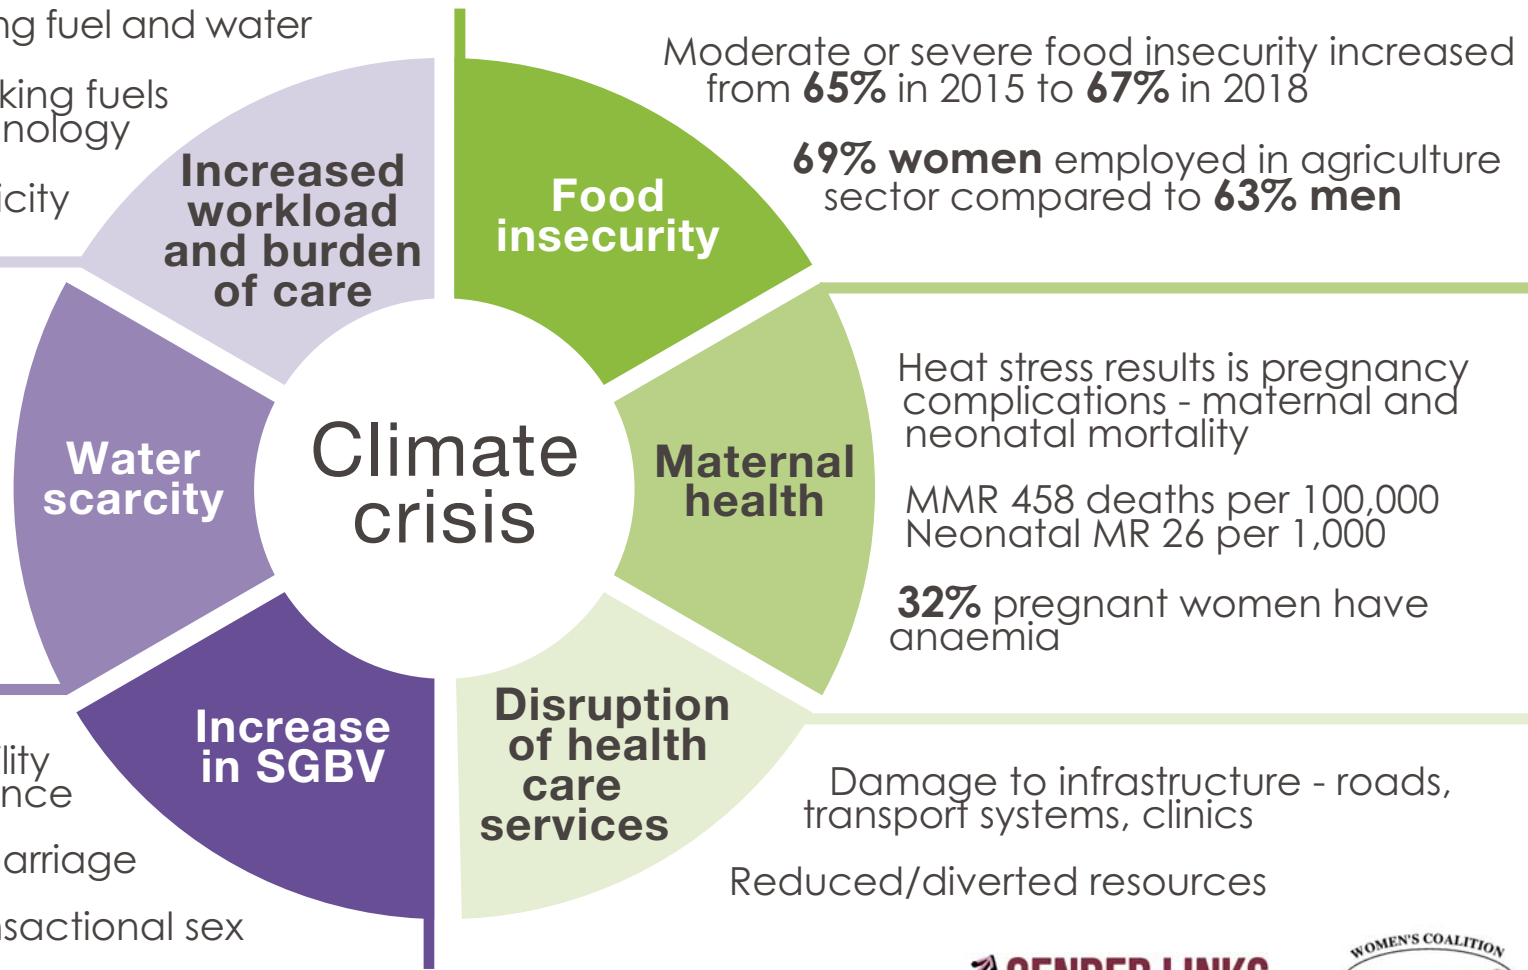 ng fuel and water
king fuels
nology
icity
Increased
workload
and burden
of care
Food
insecurity
Moderate or severe food insecurity increased
from 65% in 2015 to 67% in 2018
69% women employed in agriculture
sector compared to 63% men
Water
scarcity
Climate
crisis
Maternal
health
Heat stress results is pregnancy
complications - maternal and
neonatal mortality
MMR 458 deaths per 100,000
Neonatal MR 26 per 1,000
32% pregnant women have
anaemia
Increase
in SGBV
lity
nce
arriage
nsactional sex
Disruption
of health
care
services
Damage to infrastructure - roads,
transport systems, clinics
Reduced/diverted resources
GENDER LINKS
WOMEN'S COALITION